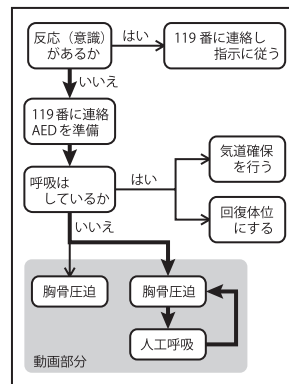 反応（意識）
があるか
はい
119 番に連絡し
指示に従う
いいえ
119 番に連絡
AED を準備
呼吸は
しているか
はい
気道確保
を行う
回復体位
にする
いいえ
胸骨圧迫
胸骨圧迫
人工呼吸
動画部分